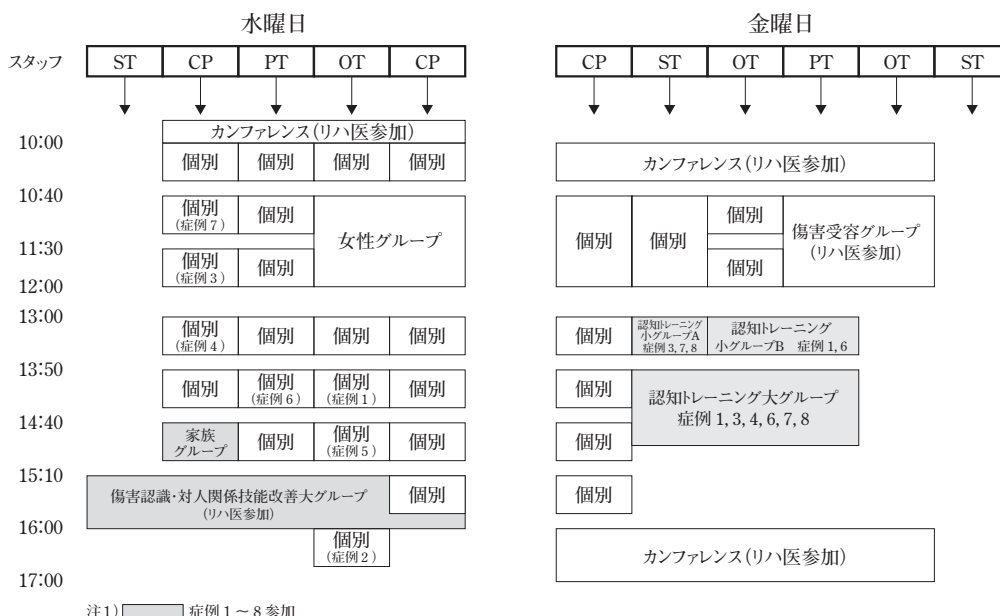 水曜日 金曜日
スタッフ ST CP PT OT CP CP ST OT PT OT ST
カンファレンス(リハ医参加)
10:00
個別 個別 個別 個別 カンファレンス(リハ医参加)
10:40
個別 個別 女性グループ 個別 個別 個別 傷害受容グループ
(症例7) (リハ医参加)
11:30
個別 個別 個別
(症例3)
12:00
13:00
個別 個別 個別 個別 個別 認知トレーニング 認知トレーニング
(症例4) 小グループA 小グループB 症例1, 6
症例3, 7, 8
13:50
個別 個別 個別 個別 個別 認知トレーニング大グループ
(症例6) (症例1) 症例 1, 3, 4, 6, 7, 8
14:40
家族 個別 個別 個別 個別
グループ (症例5)
15:10
傷害認識・対人関係技能改善大グループ 個別 個別
(リハ医参加)
16:00
個別 カンファレンス(リハ医参加)
(症例2)
17:00
注1) 症例1～8参加